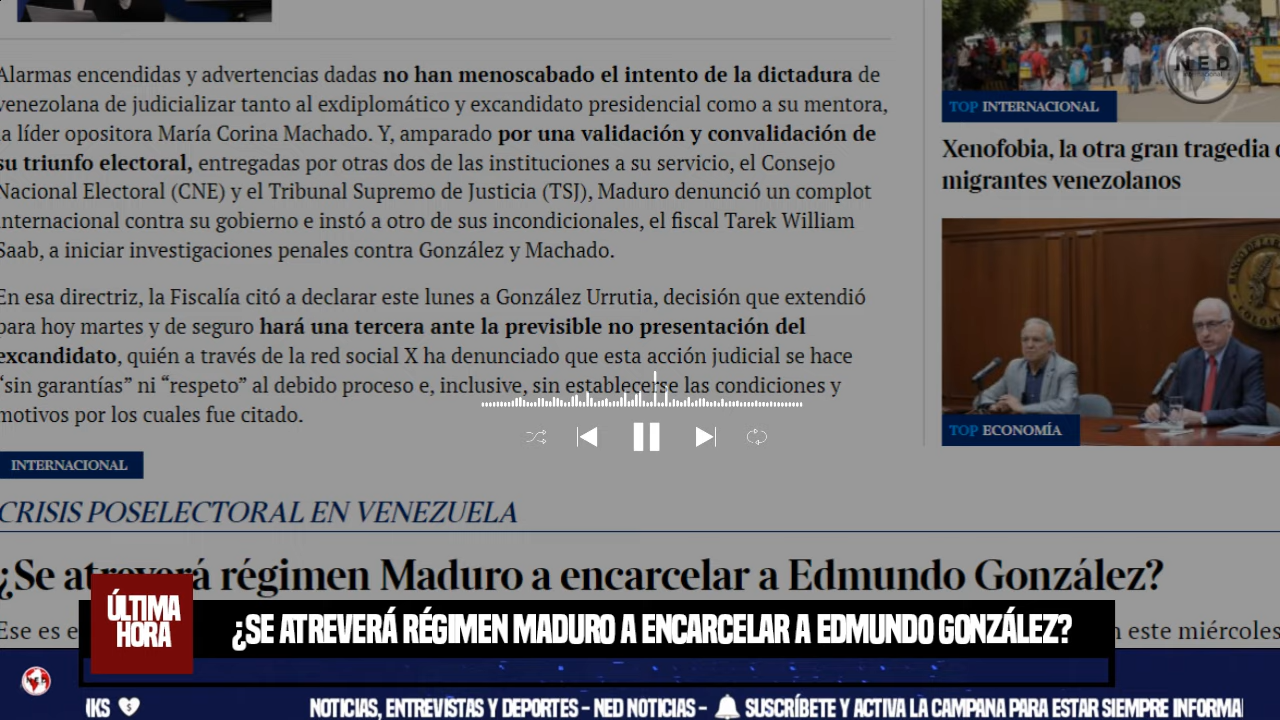 Alarmas encendidas y advertencias dadas no han menoscabado el intento de la dictadura de
venezolana de judicializar tanto al exdiplomático y excandidato presidencial como a su mentora,
la líder opositora María Corina Machado. Y, amparado por una validación y convalidación de
su triunfo electoral, entregadas por otras dos de las instituciones a su servicio, el Consejo
Nacional Electoral (CNE) y el Tribunal Supremo de Justicia (TSJ), Maduro denunció un complot
internacional contra su gobierno e instó a otro de sus incondicionales, el fiscal Tarek William
Saab, a iniciar investigaciones penales contra González y Machado.
En esa directriz, la Fiscalía citó a declarar este lunes a González Urrutia, decisión que extendió
para hoy martes y de seguro hará una tercera ante la previsible no presentación del
excandidato, quién a través de la red social X ha denunciado que esta acción judicial se hace
“sin garantías” ni “respeto” al debido proceso e, inclusive, sin establecerse las condiciones y
motivos por los cuales fue citado.
NED
TOP INTERNACIONAL
Xenofobia, la otra gran tragedia
migrantes venezolanos
TOP ECONOMÍA
INTERNACIONAL
CRISIS POSELECTORAL EN VENEZUELA
¿Se atreverá régimen Maduro a encarcelar a Edmundo González?
Ese es e
este miércoles
ÚLTIMA
HORA
¿SE ATREVERÁ RÉGIMEN MADURO A ENCARCELAR A EDMUNDO GONZÁLEZ?
IKS NOTICIAS, ENTREVISTAS Y DEPORTES - NED NOTICIAS - SUSCRÍBETE Y ACTIVA LA CAMPANA PARA ESTAR SIEMPRE INFORMA